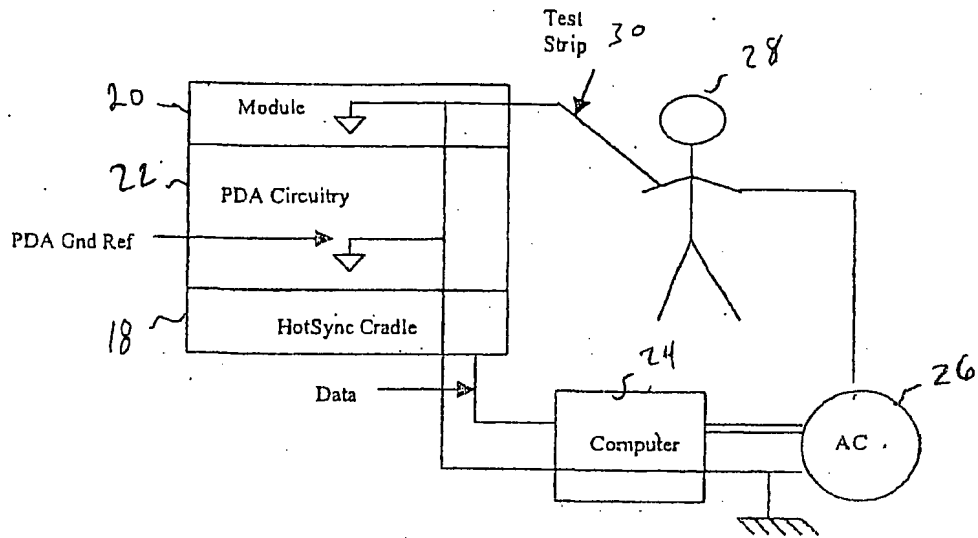 Test
Strip 30
28
20
Module
22
PDA Circuitry
PDA Gnd Ref
18
HotSync Cradle
24
26
Data
Computer
AC